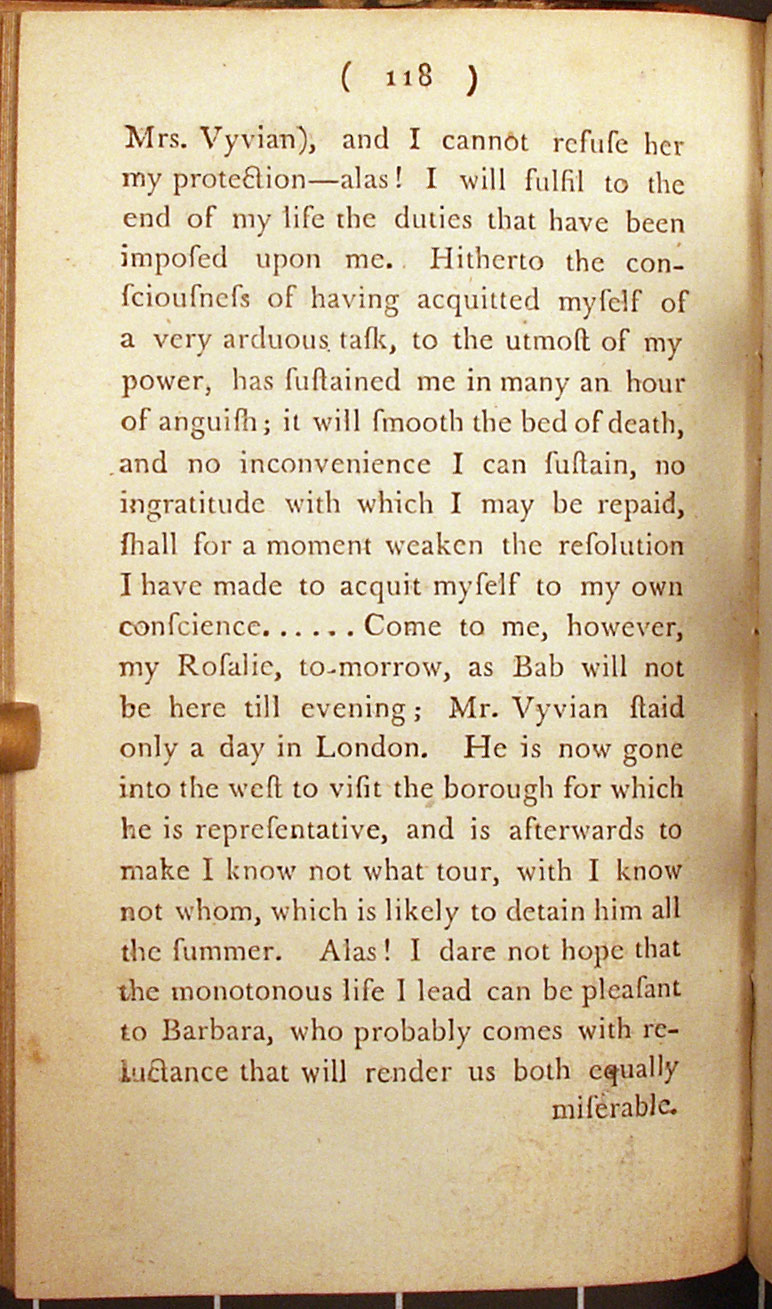 ( 118 )
Mrs. Vyvian), and I cannot refuſe her
my protection—alas! I will fulfil to the
end of my life the duties that have been
impoſed upon me. Hitherto the con-
ſciouſneſs of having acquitted myſelf of
a very arduous taſk, to the utmoſt of my
power, has ſuſtained me in many an hour
of anguiſh; it will ſmooth the bed of death,
and no inconvenience I can ſuſtain, no
ingratitude with which I may be repaid,
ſhall for a moment weaken the reſolution
I have made to acquit myſelf to my own
conſcience. . . . . . Come to me, however,
my Roſalie, to-morrow, as Bab will not
be here till evening; Mr. Vyvian ſtaid
only a day in London. He is now gone
into the weſt to viſit the borough for which
he is repreſentative, and is afterwards to
make I know not what tour, with I know
not whom, which is likely to detain him all
the ſummer. Alas! I dare not hope that
the monotonous life I lead can be pleaſant
to Barbara, who probably comes with re-
luctance that will render us both equally
miſerable.